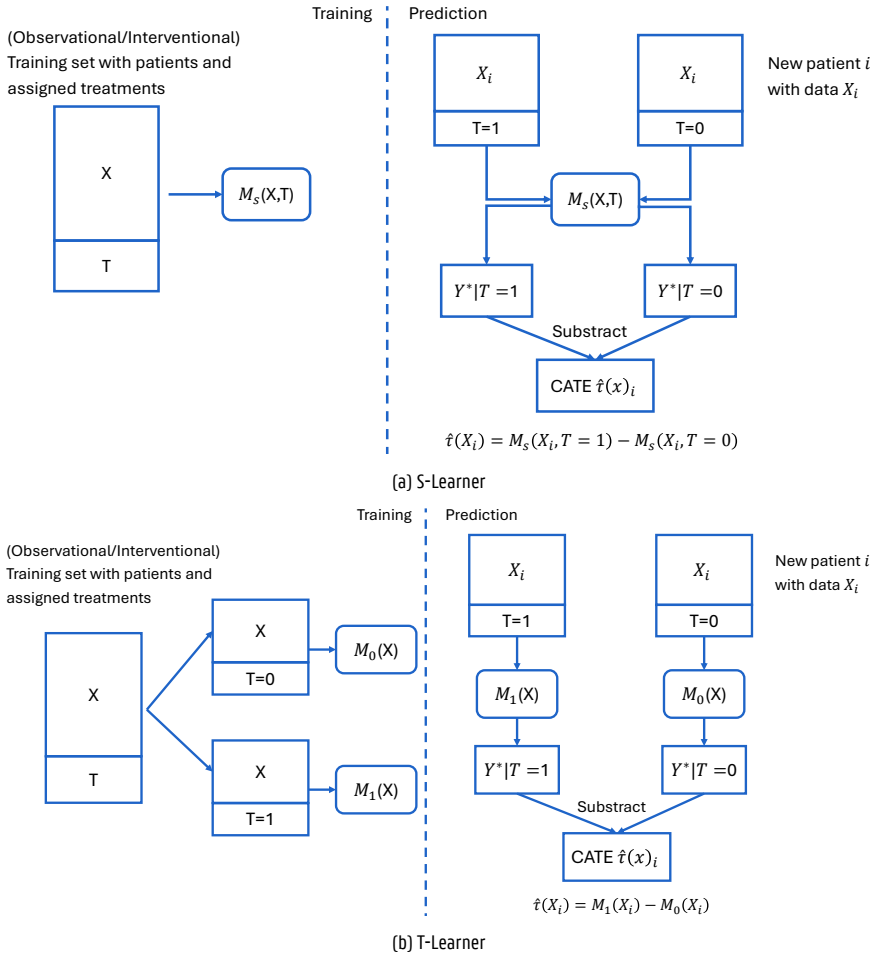 Training
Prediction
(Observational/Interventional)
Training set with patients and
assigned treatments
X
T
M_s(X,T)
X_i
T=1
X_i
T=0
New patient i
with data X_i
M_s(X,T)
Y*|T =1
Y*|T =0
Substract
CATE τ̂(x)_i
τ̂(X_i) = M_s(X_i, T = 1) − M_s(X_i, T = 0)
(a) S-Learner
Training
Prediction
(Observational/Interventional)
Training set with patients and
assigned treatments
X
T
X
T=0
M_0(X)
X
T=1
M_1(X)
X_i
T=1
X_i
T=0
New patient i
with data X_i
M_1(X)
M_0(X)
Y*|T =1
Y*|T =0
Substract
CATE τ̂(x)_i
τ̂(X_i) = M_1(X_i) − M_0(X_i)
(b) T-Learner